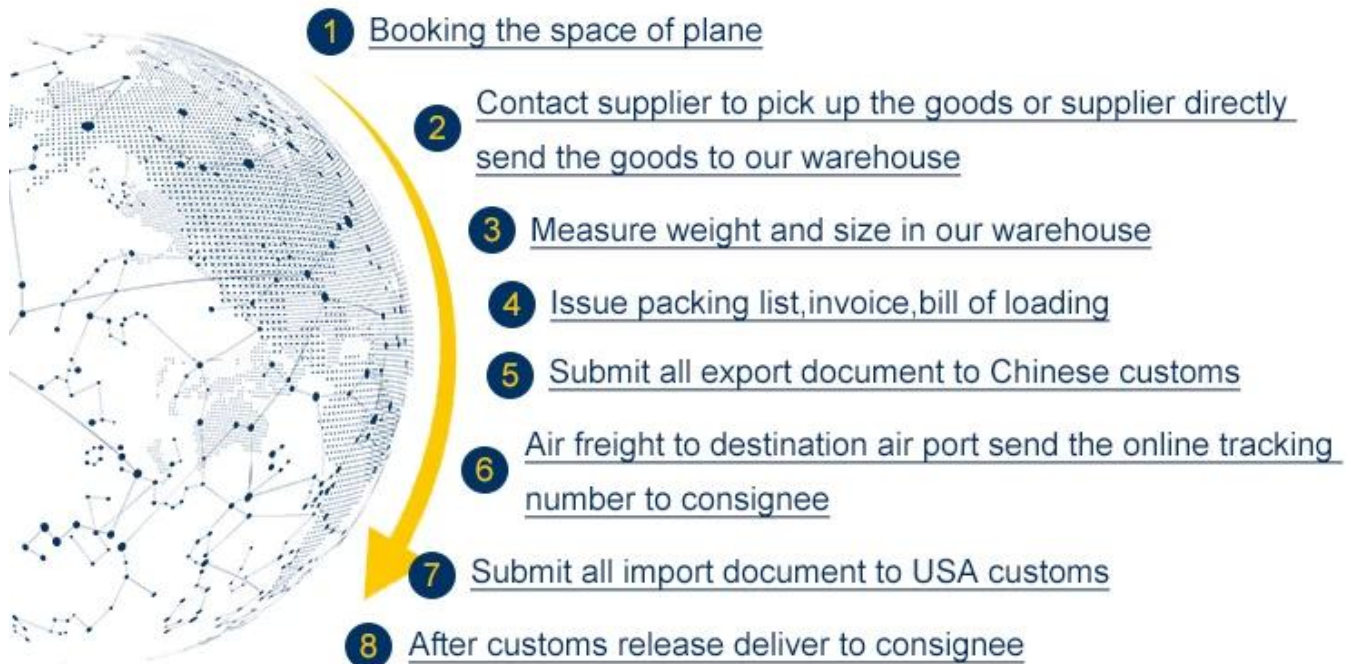 1 Booking the space of plane
2 Contact supplier to pick up the goods or supplier directly
send the goods to our warehouse
3 Measure weight and size in our warehouse
4 Issue packing list,invoice,bill of loading
5 Submit all export document to Chinese customs
6 Air freight to destination air port send the online tracking
number to consignee
7 Submit all import document to USA customs
8 After customs release deliver to consignee